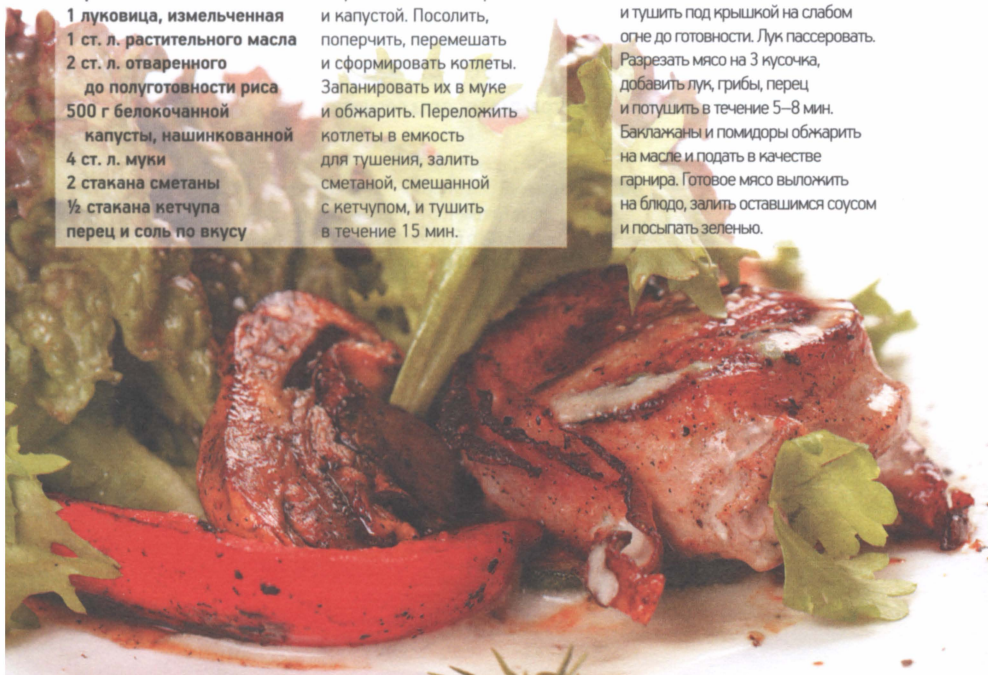 1 луковица, измельченная
1 ст. л. растительного масла
2 ст. л. отваренного
до полуготовности риса
500 г белокочанной
капусты, нашинкованной
4 ст. л. муки
2 стакана сметаны
½ стакана кетчупа
перец и соль по вкусу
и капустой. Посолить,
поперчить, перемешать
и сформировать котлеты.
Запанировать их в муке
и обжарить. Переложить
котлеты в емкость
для тушения, залить
сметаной, смешанной
с кетчупом, и тушить
в течение 15 мин.
и тушить под крышкой на слабом
огне до готовности. Лук пассеровать.
Разрезать мясо на 3 кусочка,
добавить лук, грибы, перец
и потушить в течение 5–8 мин.
Баклажаны и помидоры обжарить
на масле и подать в качестве
гарнира. Готовое мясо выложить
на блюдо, залить оставшимся соусом
и посыпать зеленью.